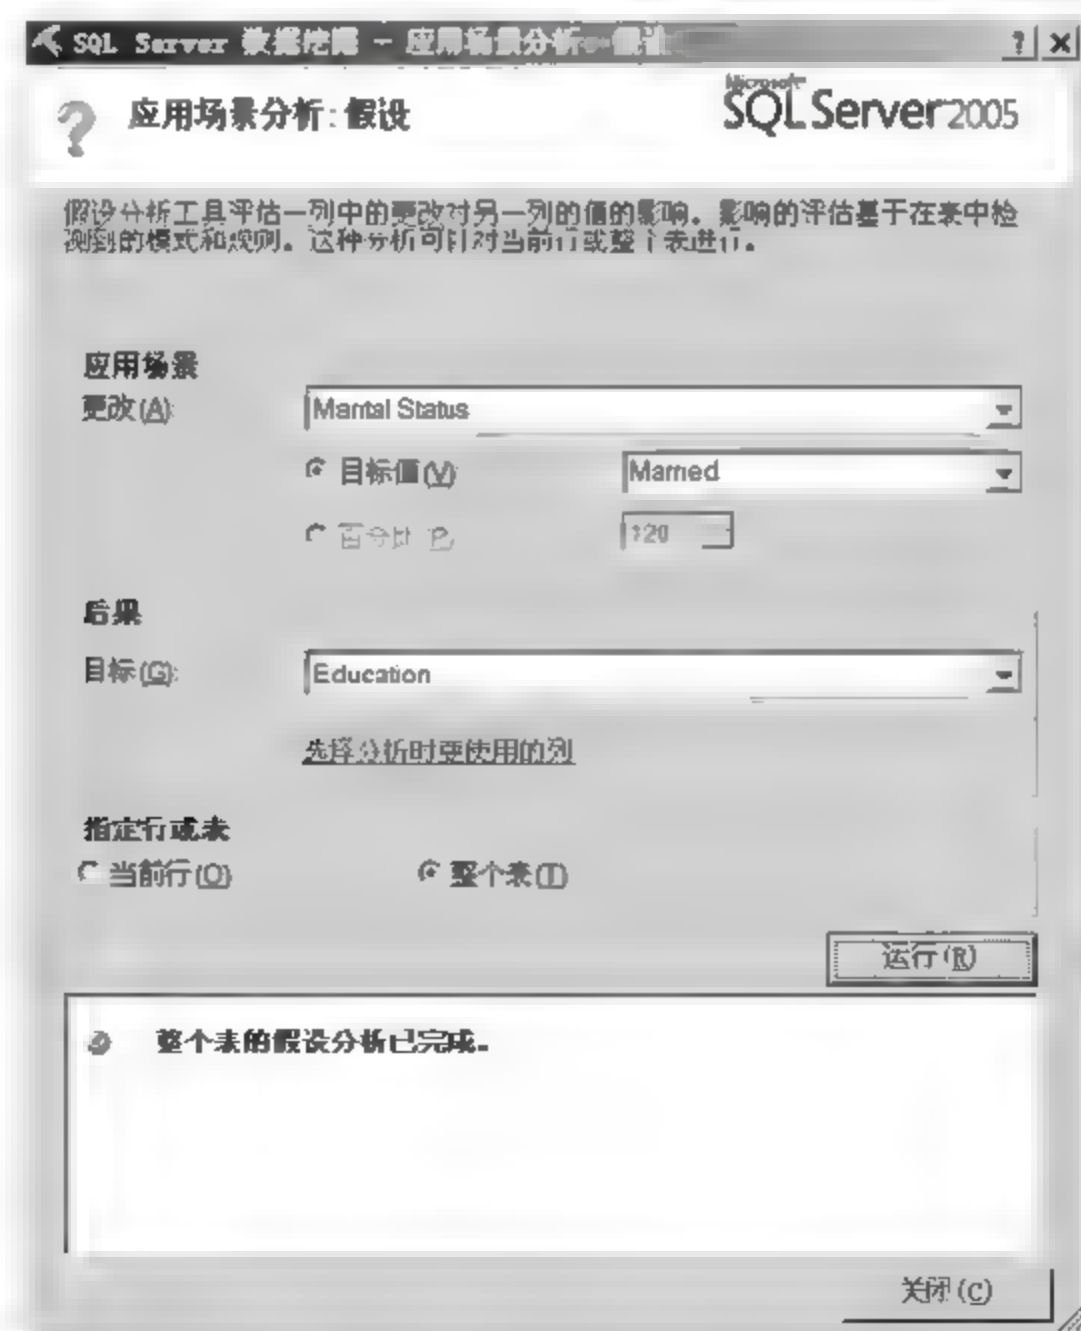 SQL Server 数据挖掘 - 应用场景分析: 假设
? ×
应用场景分析: 假设
Microsoft
SQL Server 2005
假设分析工具评估一列中的更改对另一列的值的影响。影响的评估基于在表中检
测到的模式和规则。这种分析可针对当前行或整个表进行。
应用场景
更改(A): Marital Status
目标值(V) Married
百分比(P) 120
后果
目标(G): Education
选择分析时要使用的列
指定行或表
当前行(O) 整个表(T)
运行(R)
整个表的假设分析已完成。
关闭(C)